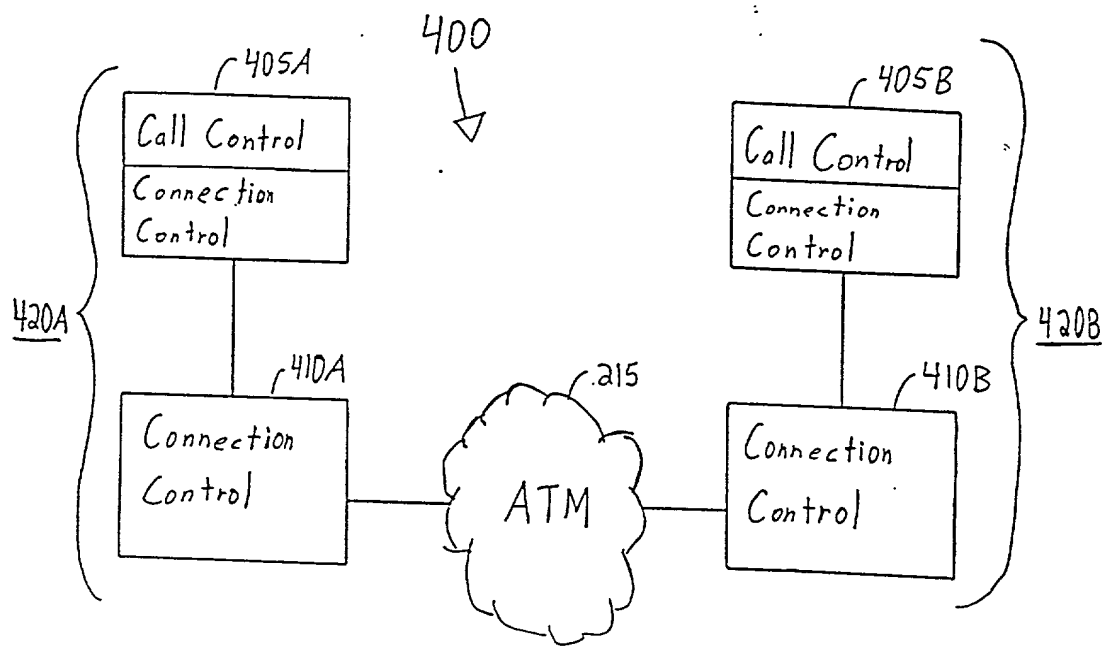 400
405A
Call Control
Connection
Control
405B
Call Control
Connection
Control
420A
420B
410A
Connection
Control
215
ATM
410B
Connection
Control